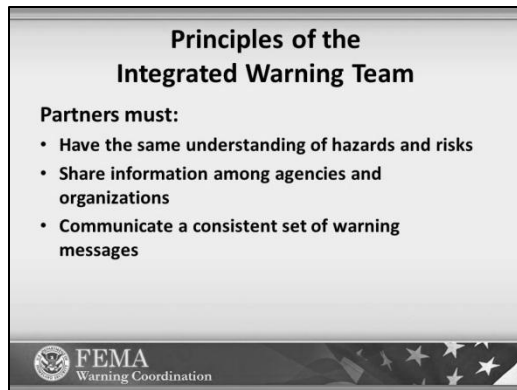 Principles of the
Integrated Warning Team
Partners must:
• Have the same understanding of hazards and risks
• Share information among agencies and
organizations
• Communicate a consistent set of warning
messages
FEMA
Warning Coordination